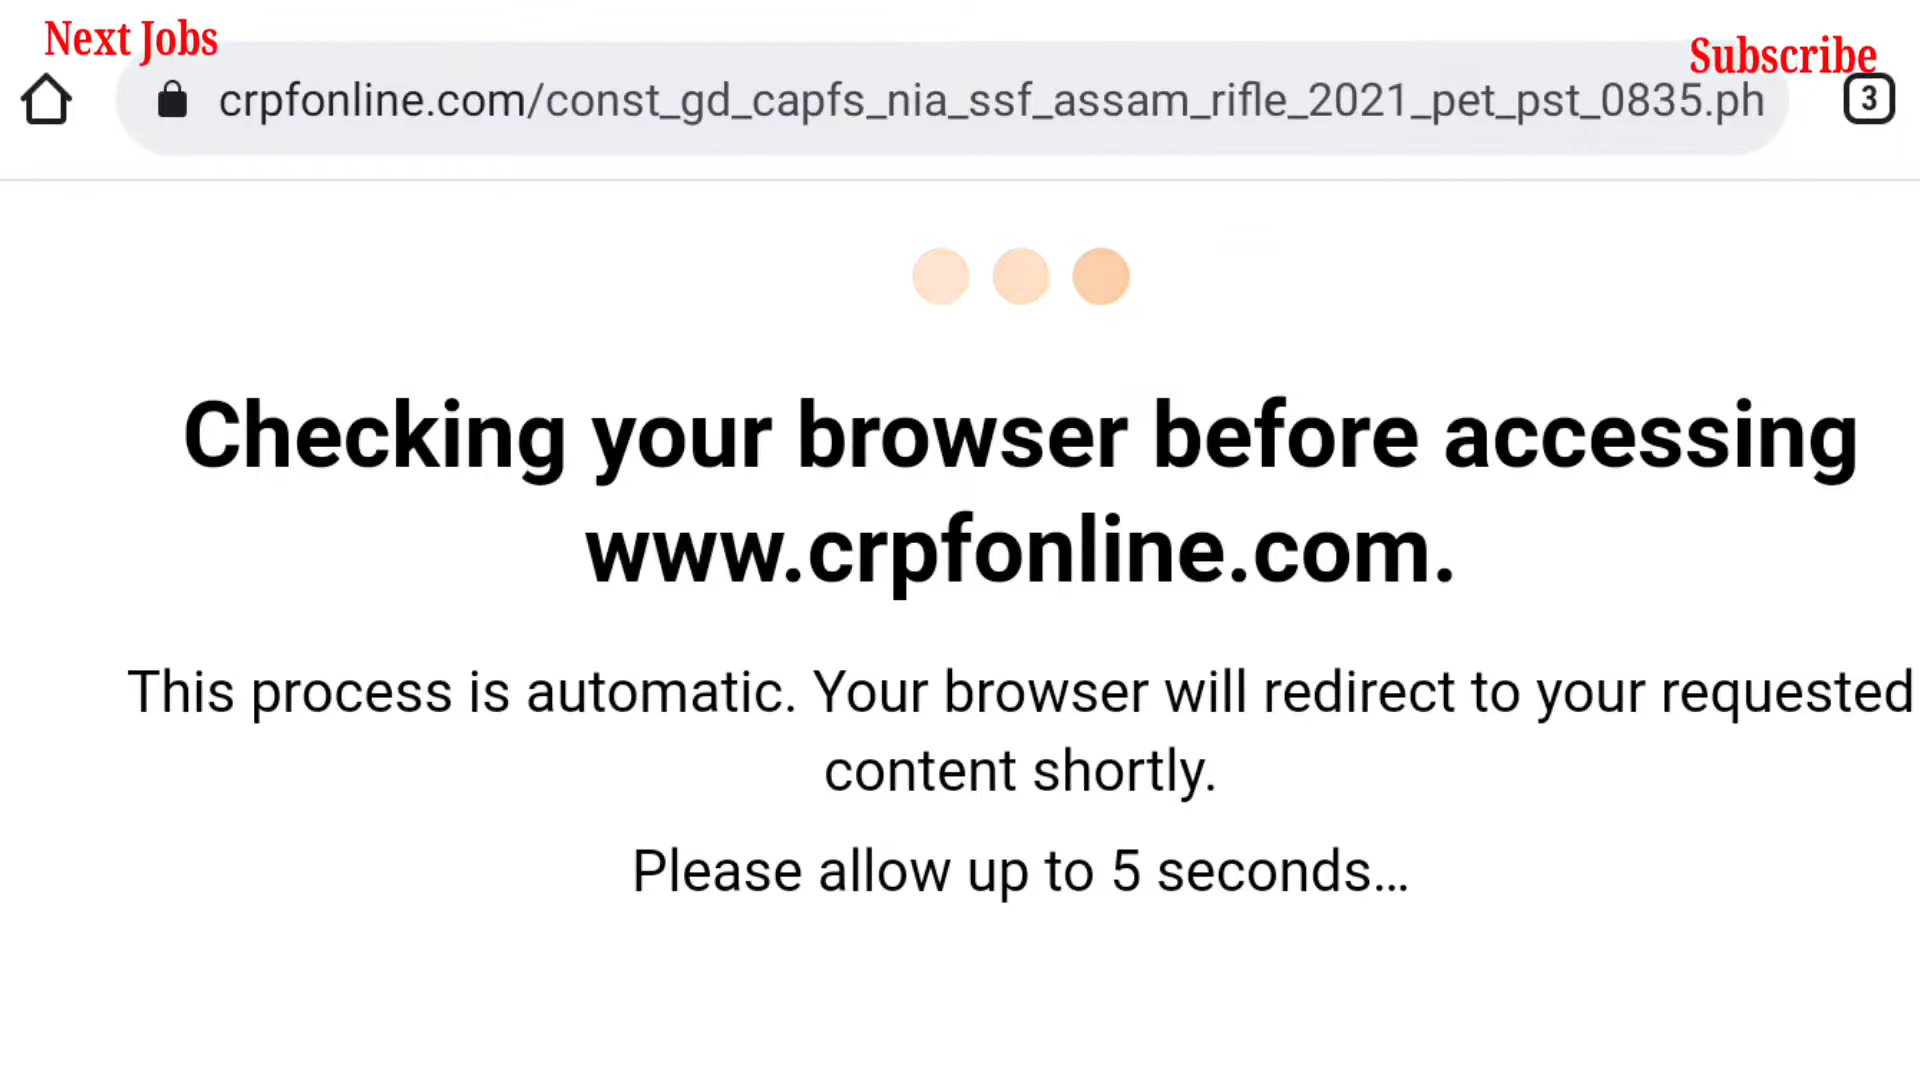 Next Jobs
Subscribe
crpfonline.com/const_gd_capfs_nia_ssf_assam_rifle_2021_pet_pst_0835.ph
3
Checking your browser before accessing
www.crpfonline.com.
This process is automatic. Your browser will redirect to your requested
content shortly.
Please allow up to 5 seconds…